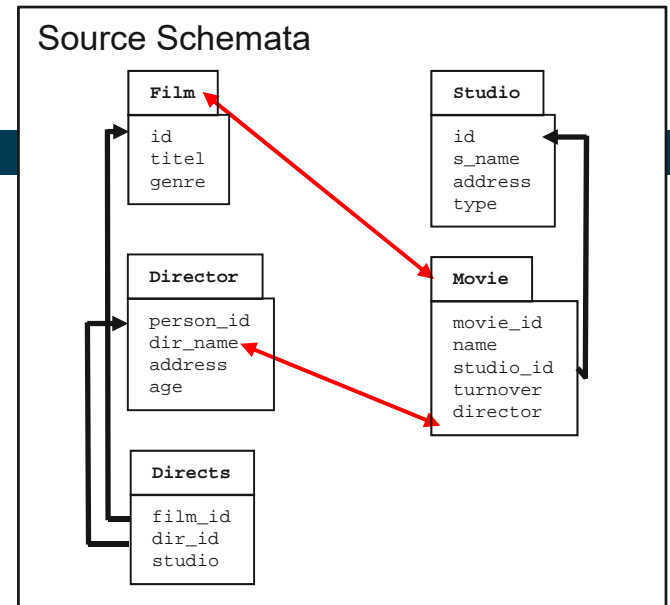 Source Schemata
Film
id
titel
genre
Studio
id
s_name
address
type
Director
person_id
dir_name
address
age
Movie
movie_id
name
studio_id
turnover
director
Directs
film_id
dir_id
studio